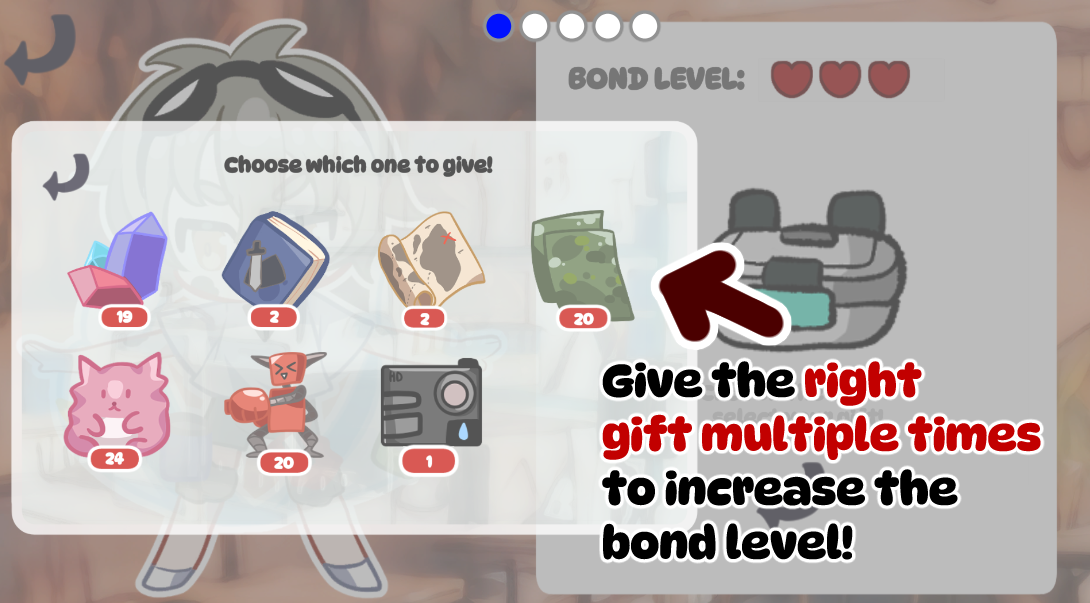 BOND LEVEL:
Choose which one to give!
19
2
2
20
HD
24
20
1
Give the right
gift multiple times
to increase the
bond level!